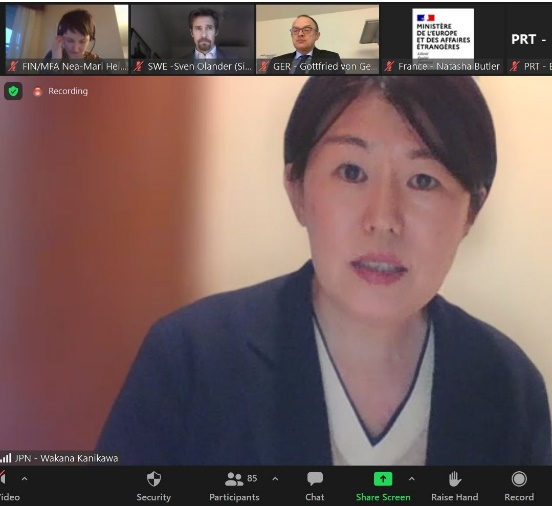 MINISTÈRE
DE L'EUROPE
ET DES AFFAIRES
ÉTRANGÈRES
PRT -
FIN/MFA Nea-Mari Hei...
SWE -Sven Olander (Si...
GER - Gottfried von Ge...
France - Natasha Butler
PRT - E
Recording
JPN - Wakana Kanikawa
Video
85
Security
Participants
Chat
Share Screen
Raise Hand
Record